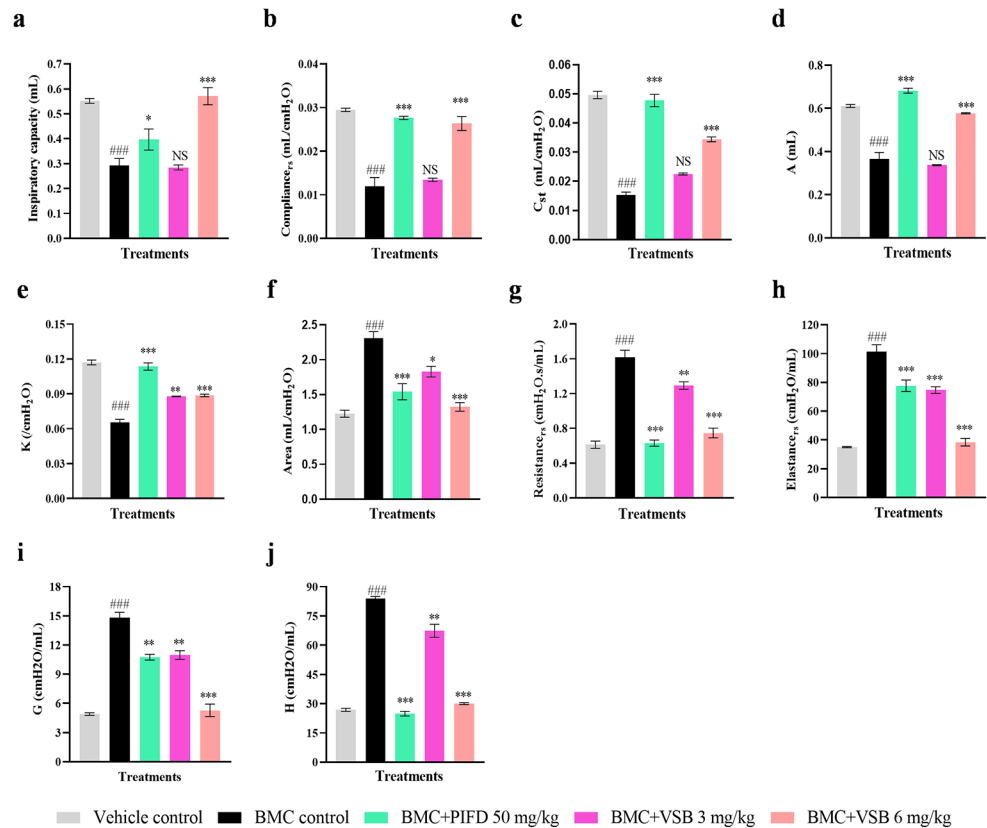 a
Inspiratory capacity (mL)
0.7
0.6
0.5
0.4
0.3
0.2
0.1
0.0
###
*
NS
***
Treatments
b
Compliancers (mL/cmH2O)
0.04
0.03
0.02
0.01
0.00
###
***
NS
***
Treatments
c
Cst (mL/cmH2O)
0.06
0.05
0.04
0.03
0.02
0.01
0.00
###
***
NS
***
Treatments
d
A (mL)
0.8
0.6
0.4
0.2
0.0
###
***
NS
***
Treatments
e
K (/cmH2O)
0.15
0.12
0.09
0.06
0.03
0.00
###
***
**
***
Treatments
f
Area (mL/cmH2O)
2.5
2.0
1.5
1.0
0.5
0.0
###
***
*
***
Treatments
g
Resistancers (cmH2O.s/mL)
2.0
1.6
1.2
0.8
0.4
0.0
###
***
**
***
Treatments
h
Elastancers (cmH2O/mL)
120
100
80
60
40
20
0
###
***
***
***
Treatments
i
G (cmH2O/mL)
18
15
12
9
6
3
0
###
**
**
***
Treatments
j
H (cmH2O/mL)
90
75
60
45
30
15
0
###
***
**
***
Treatments
Vehicle control BMC control BMC+PIFD 50 mg/kg BMC+VSB 3 mg/kg BMC+VSB 6 mg/kg